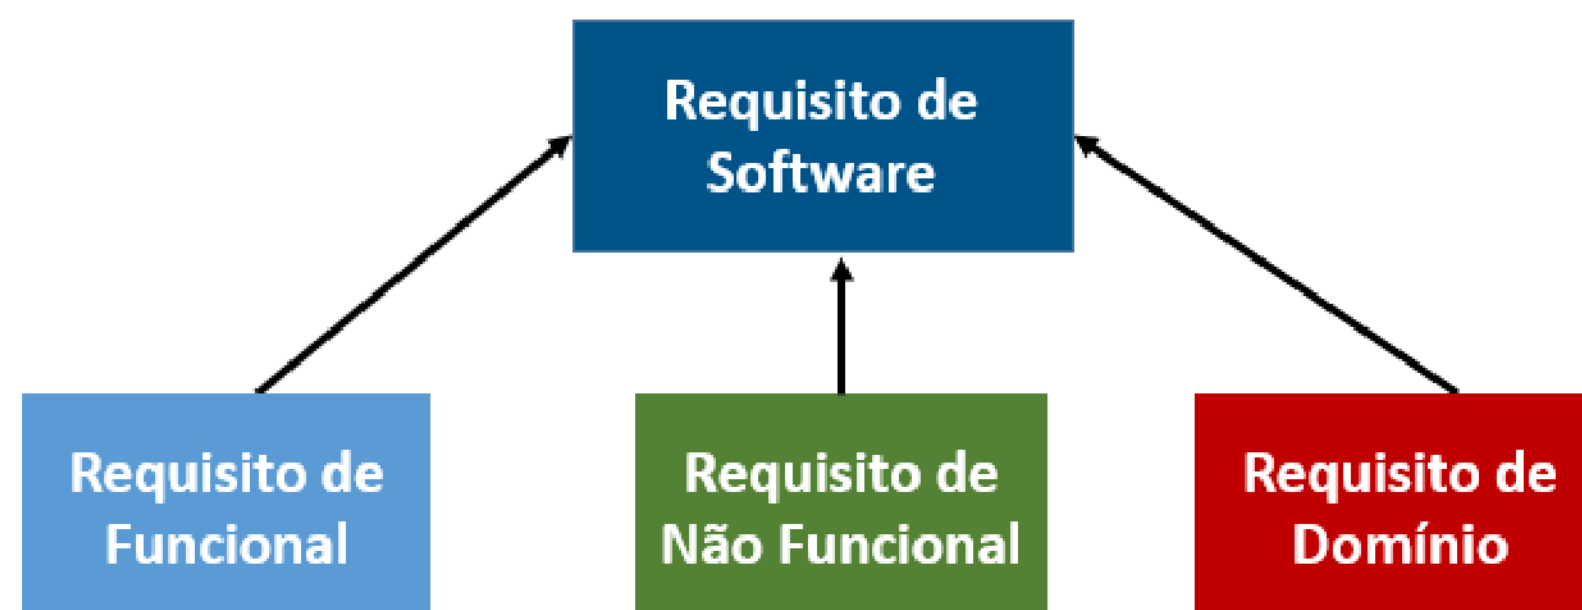 Requisito de
Software
Requisito de
Funcional
Requisito de
Não Funcional
Requisito de
Domínio